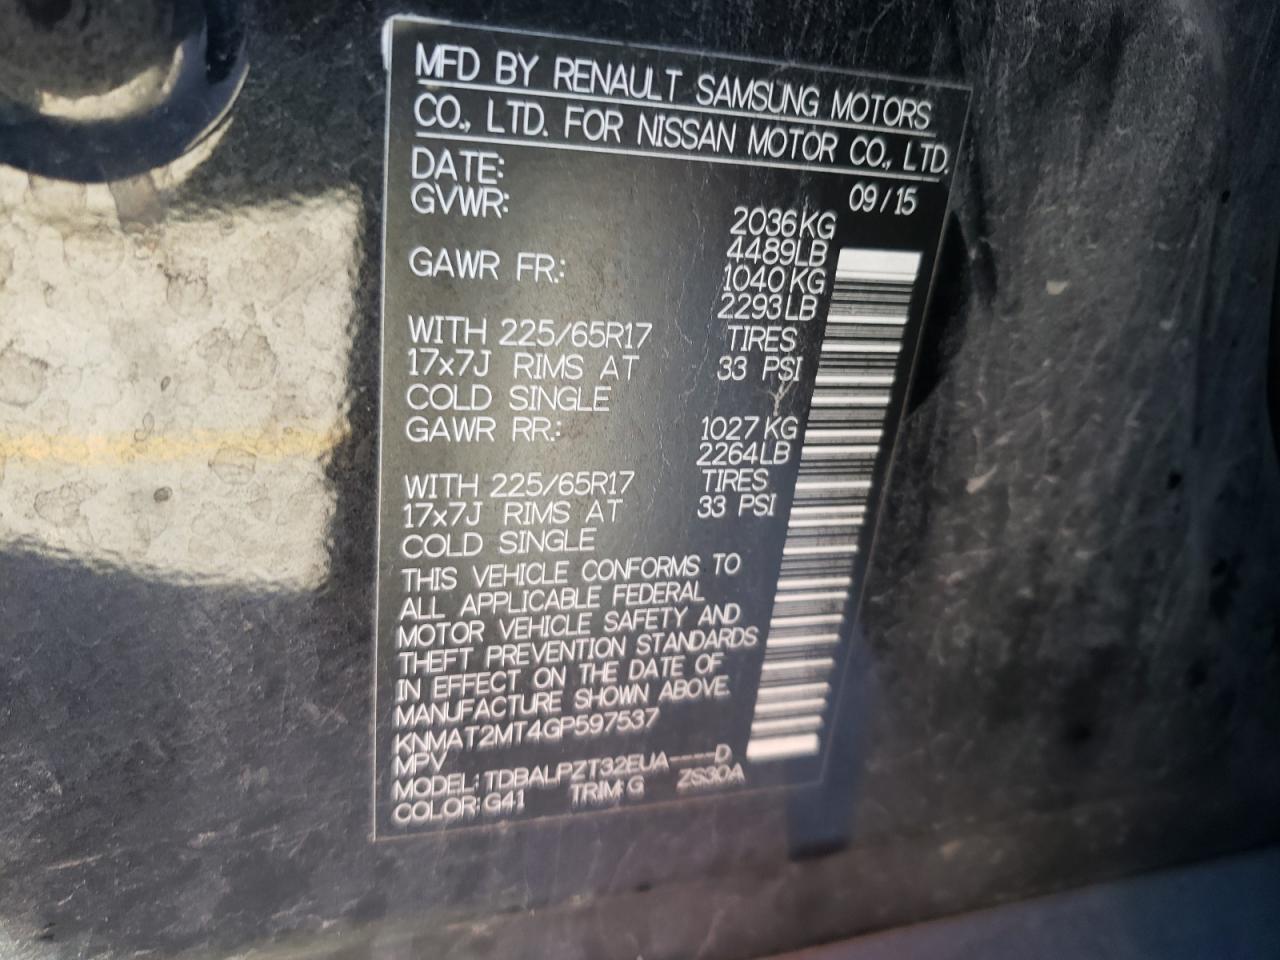 MFD BY RENAULT SAMSUNG MOTORS
CO., LTD. FOR NISSAN MOTOR CO., LTD.
DATE: 09/15
GVWR: 2036KG
4489LB
GAWR FR.: 1040KG
2293LB
WITH 225/65R17 TIRES
17x7J RIMS AT 33 PSI
COLD SINGLE
GAWR RR.: 1027KG
2264LB
WITH 225/65R17 TIRES
17x7J RIMS AT 33 PSI
COLD SINGLE
THIS VEHICLE CONFORMS TO
ALL APPLICABLE FEDERAL
MOTOR VEHICLE SAFETY AND
THEFT PREVENTION STANDARDS
IN EFFECT ON THE DATE OF
MANUFACTURE SHOWN ABOVE.
KNMAT2MT4GP597537
MPV
MODEL: TDBALPZT32EUA----D
COLOR: G41 TRIM: G ZS30A